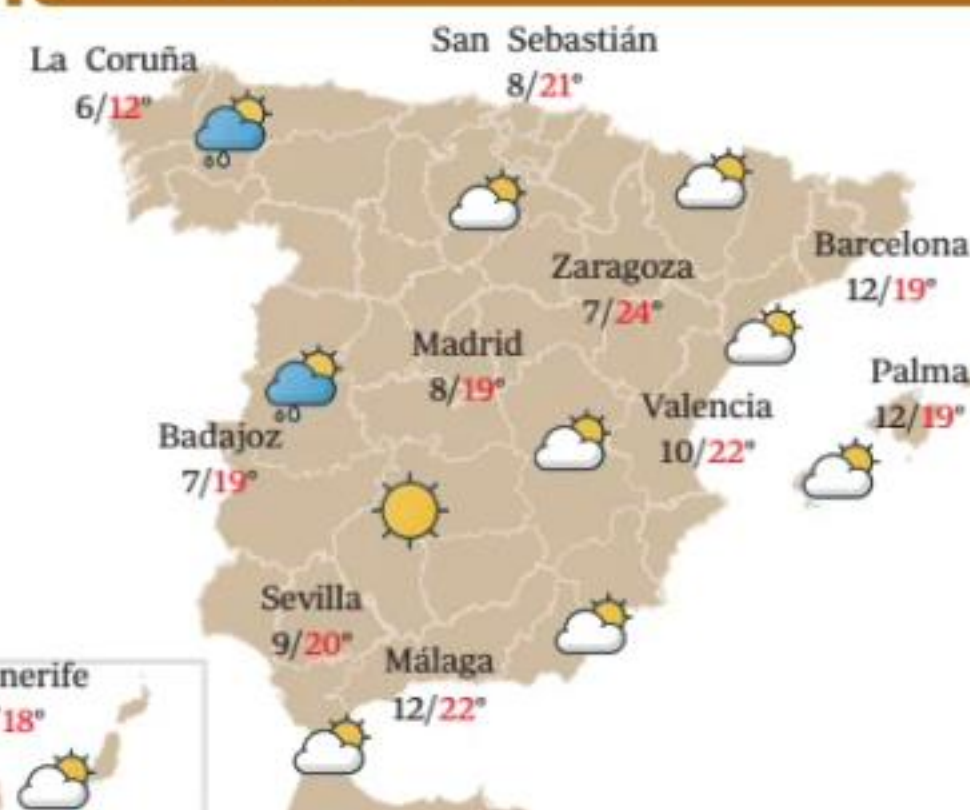 La Coruña
6/12°
San Sebastián
8/21°
Zaragoza
7/24°
Barcelona
12/19°
Madrid
8/19°
Palma
12/19°
Valencia
10/22°
Badajoz
7/19°
Sevilla
9/20°
Málaga
12/22°
nerife
/18°